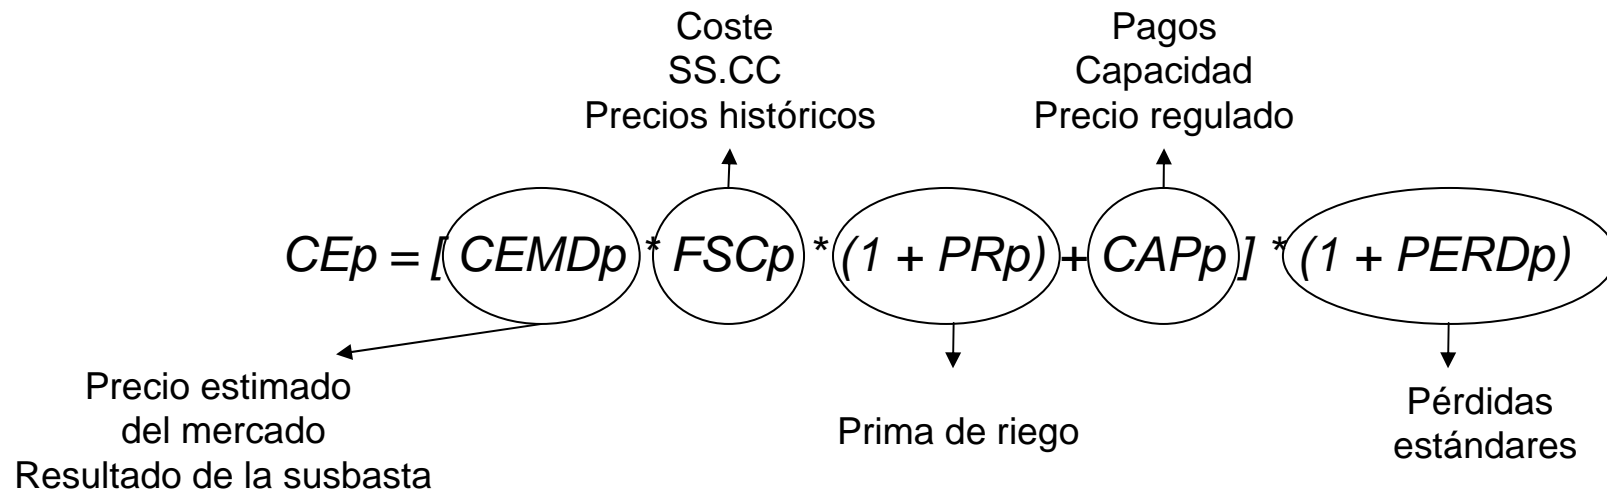 Coste
SS.CC
Precios históricos
Pagos
Capacidad
Precio regulado
CEp = [ CEMDp * FSCp * (1 + PRp) + CAPp ] * (1 + PERDp)
Precio estimado
del mercado
Resultado de la susbasta
Prima de riego
Pérdidas
estándares